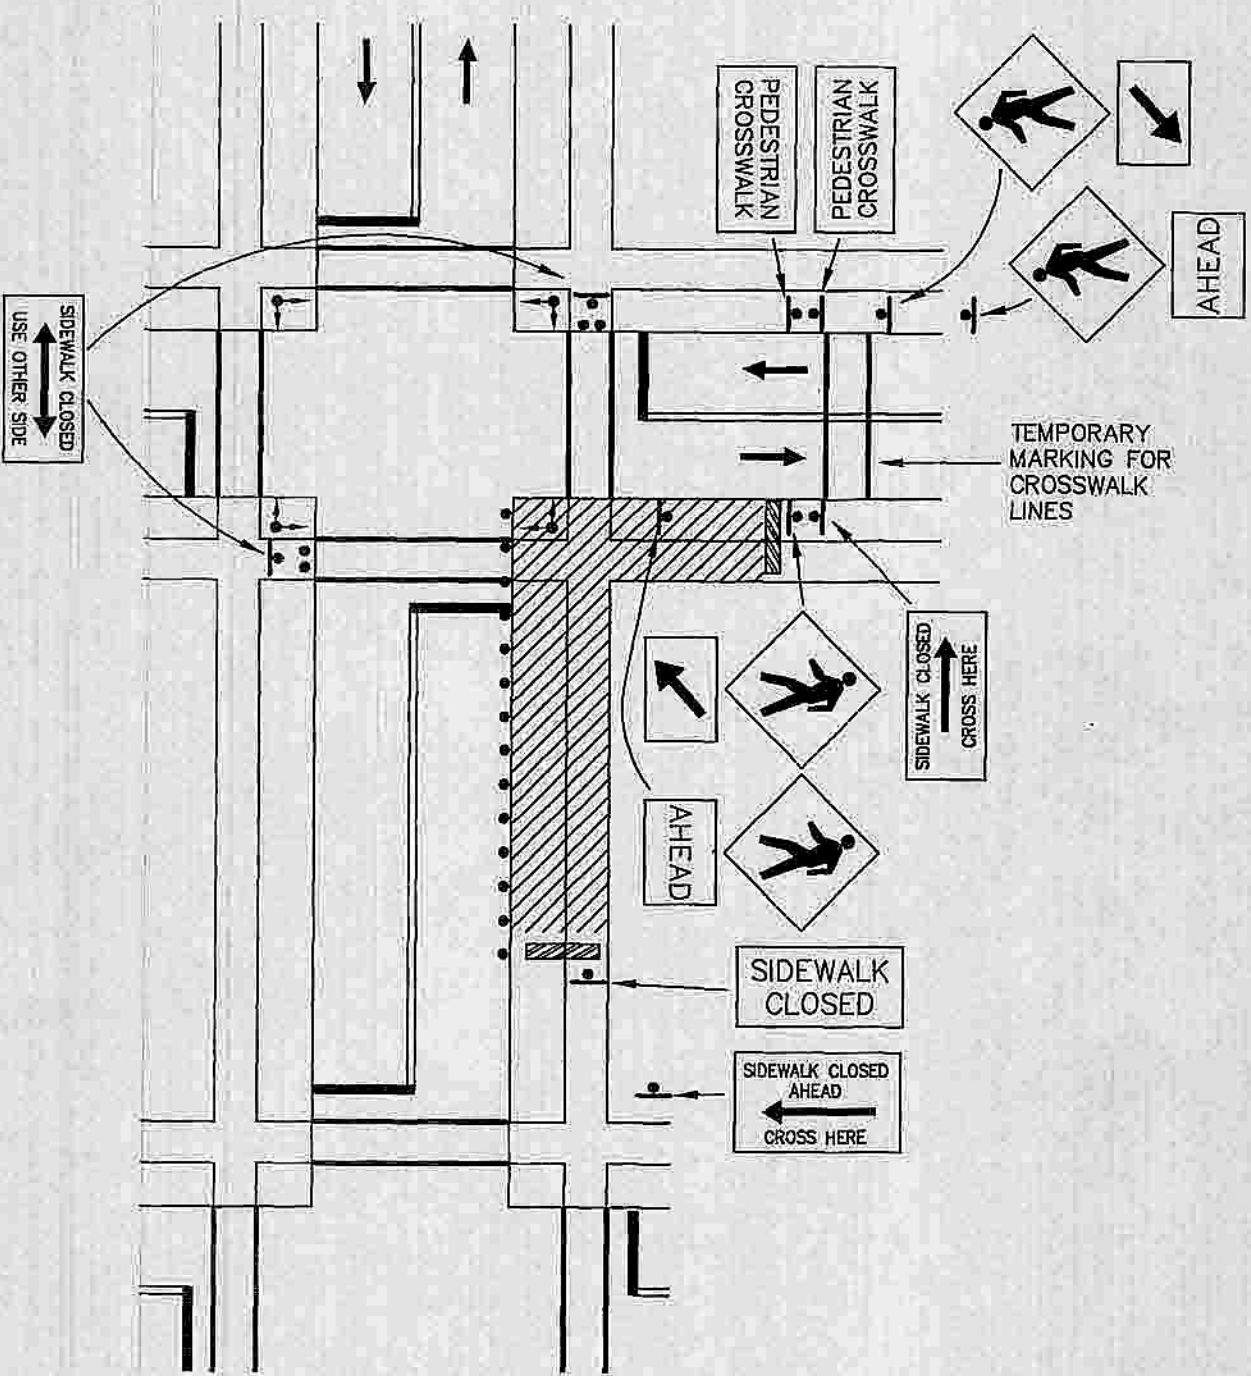 PEDESTRIAN
CROSSWALK
PEDESTRIAN
CROSSWALK
AHEAD
TEMPORARY
MARKING FOR
CROSSWALK
LINES
SIDEWALK CLOSED
USE OTHER SIDE
SIDEWALK CLOSED
CROSS HERE
AHEAD
SIDEWALK
CLOSED
SIDEWALK CLOSED
AHEAD
CROSS HERE